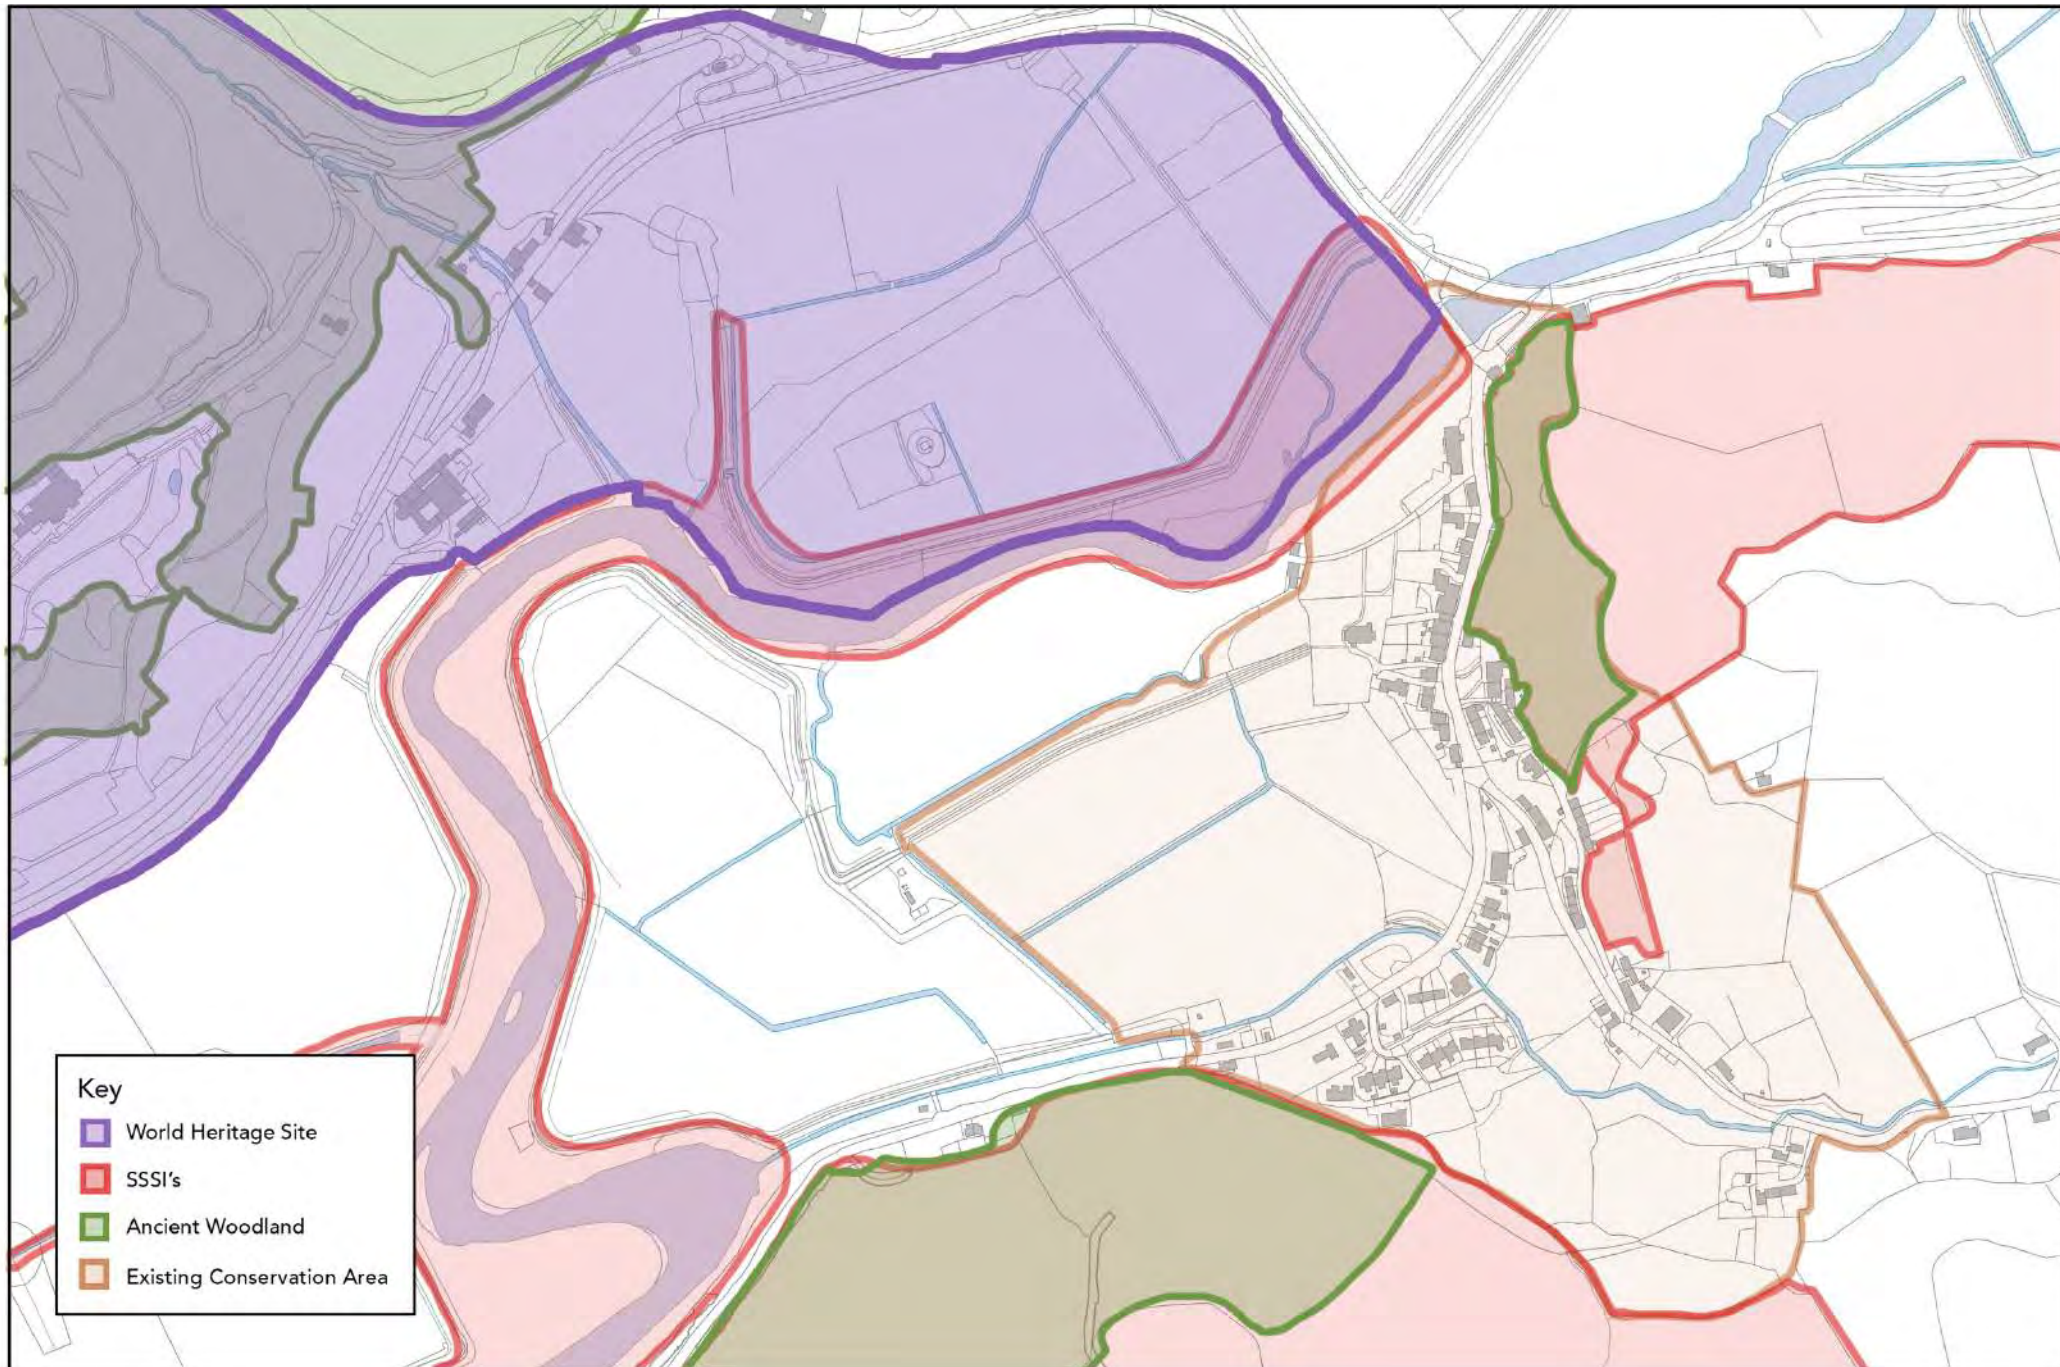 Key
World Heritage Site
SSSI's
Ancient Woodland
Existing Conservation Area